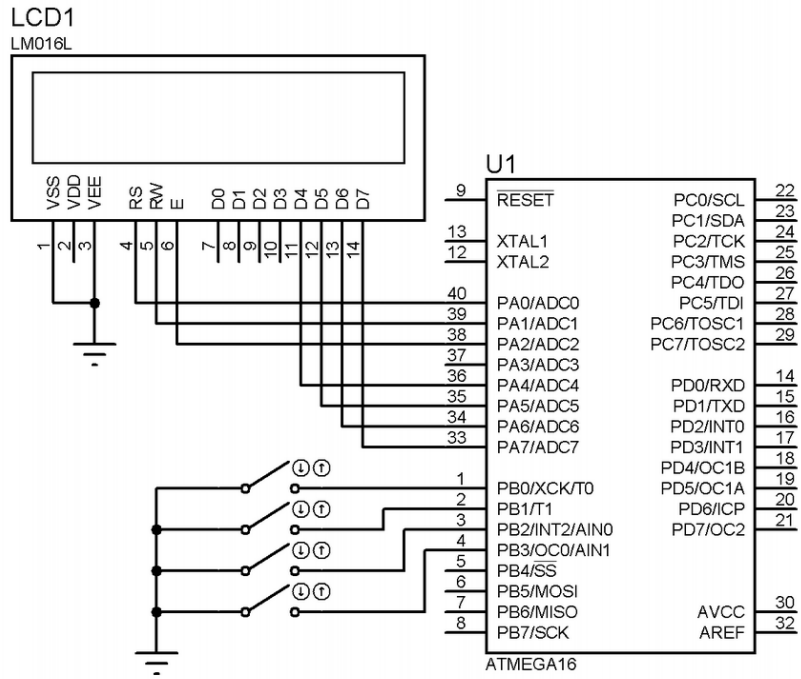 LCD1
LM016L
VSS VDD VEE RS RW E D0 D1 D2 D3 D4 D5 D6 D7
1 2 3 4 5 6 7 8 9 10 11 12 13 14
U1
9 RESET PC0/SCL 22
PC1/SDA 23
13 XTAL1 PC2/TCK 24
12 XTAL2 PC3/TMS 25
PC4/TDO 26
40 PA0/ADC0 PC5/TDI 27
39 PA1/ADC1 PC6/TOSC1 28
38 PA2/ADC2 PC7/TOSC2 29
37 PA3/ADC3
36 PA4/ADC4 PD0/RXD 14
35 PA5/ADC5 PD1/TXD 15
34 PA6/ADC6 PD2/INT0 16
33 PA7/ADC7 PD3/INT1 17
PD4/OC1B 18
1 PB0/XCK/T0 PD5/OC1A 19
2 PB1/T1 PD6/ICP 20
3 PB2/INT2/AIN0 PD7/OC2 21
4 PB3/OC0/AIN1
5 PB4/SS
6 PB5/MOSI
7 PB6/MISO AVCC 30
8 PB7/SCK AREF 32
ATMEGA16